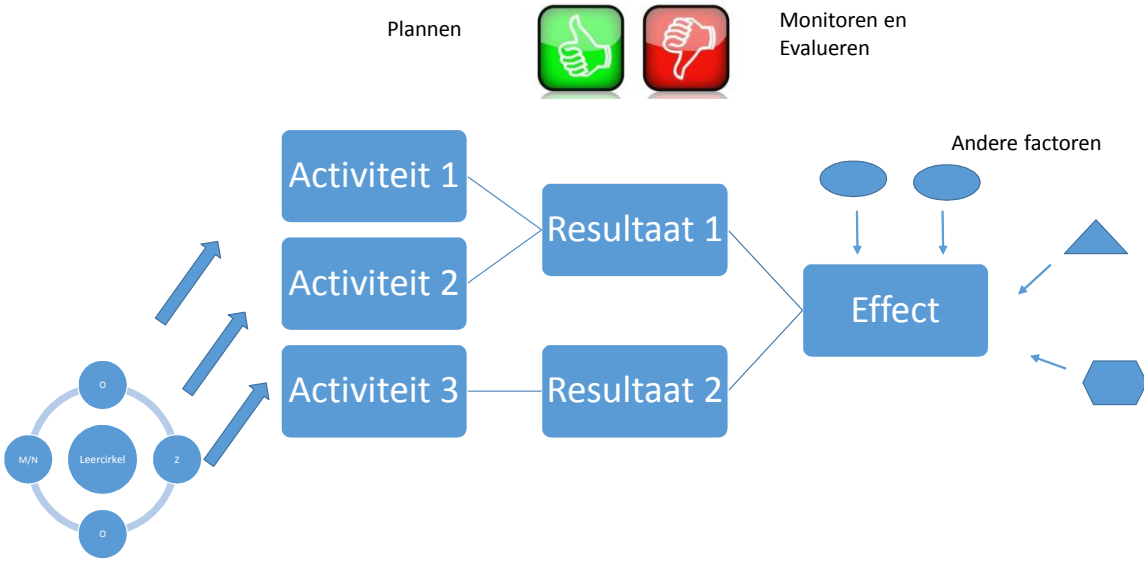 Plannen
Monitoren en
Evalueren
Andere factoren
Activiteit 1
Activiteit 2
Activiteit 3
Resultaat 1
Resultaat 2
Effect
O
M/N
Leercirkel
Z
O